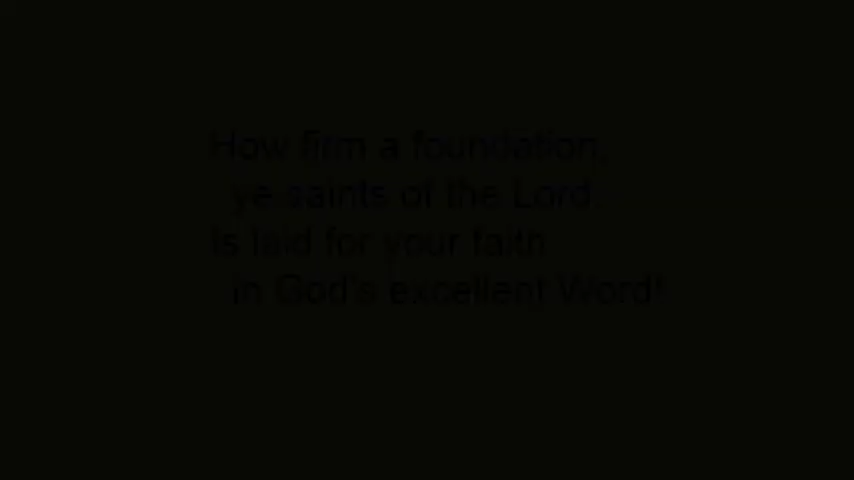 How firm a foundation,
ye saints of the Lord
Is laid for your faith
in God's excellent Word!